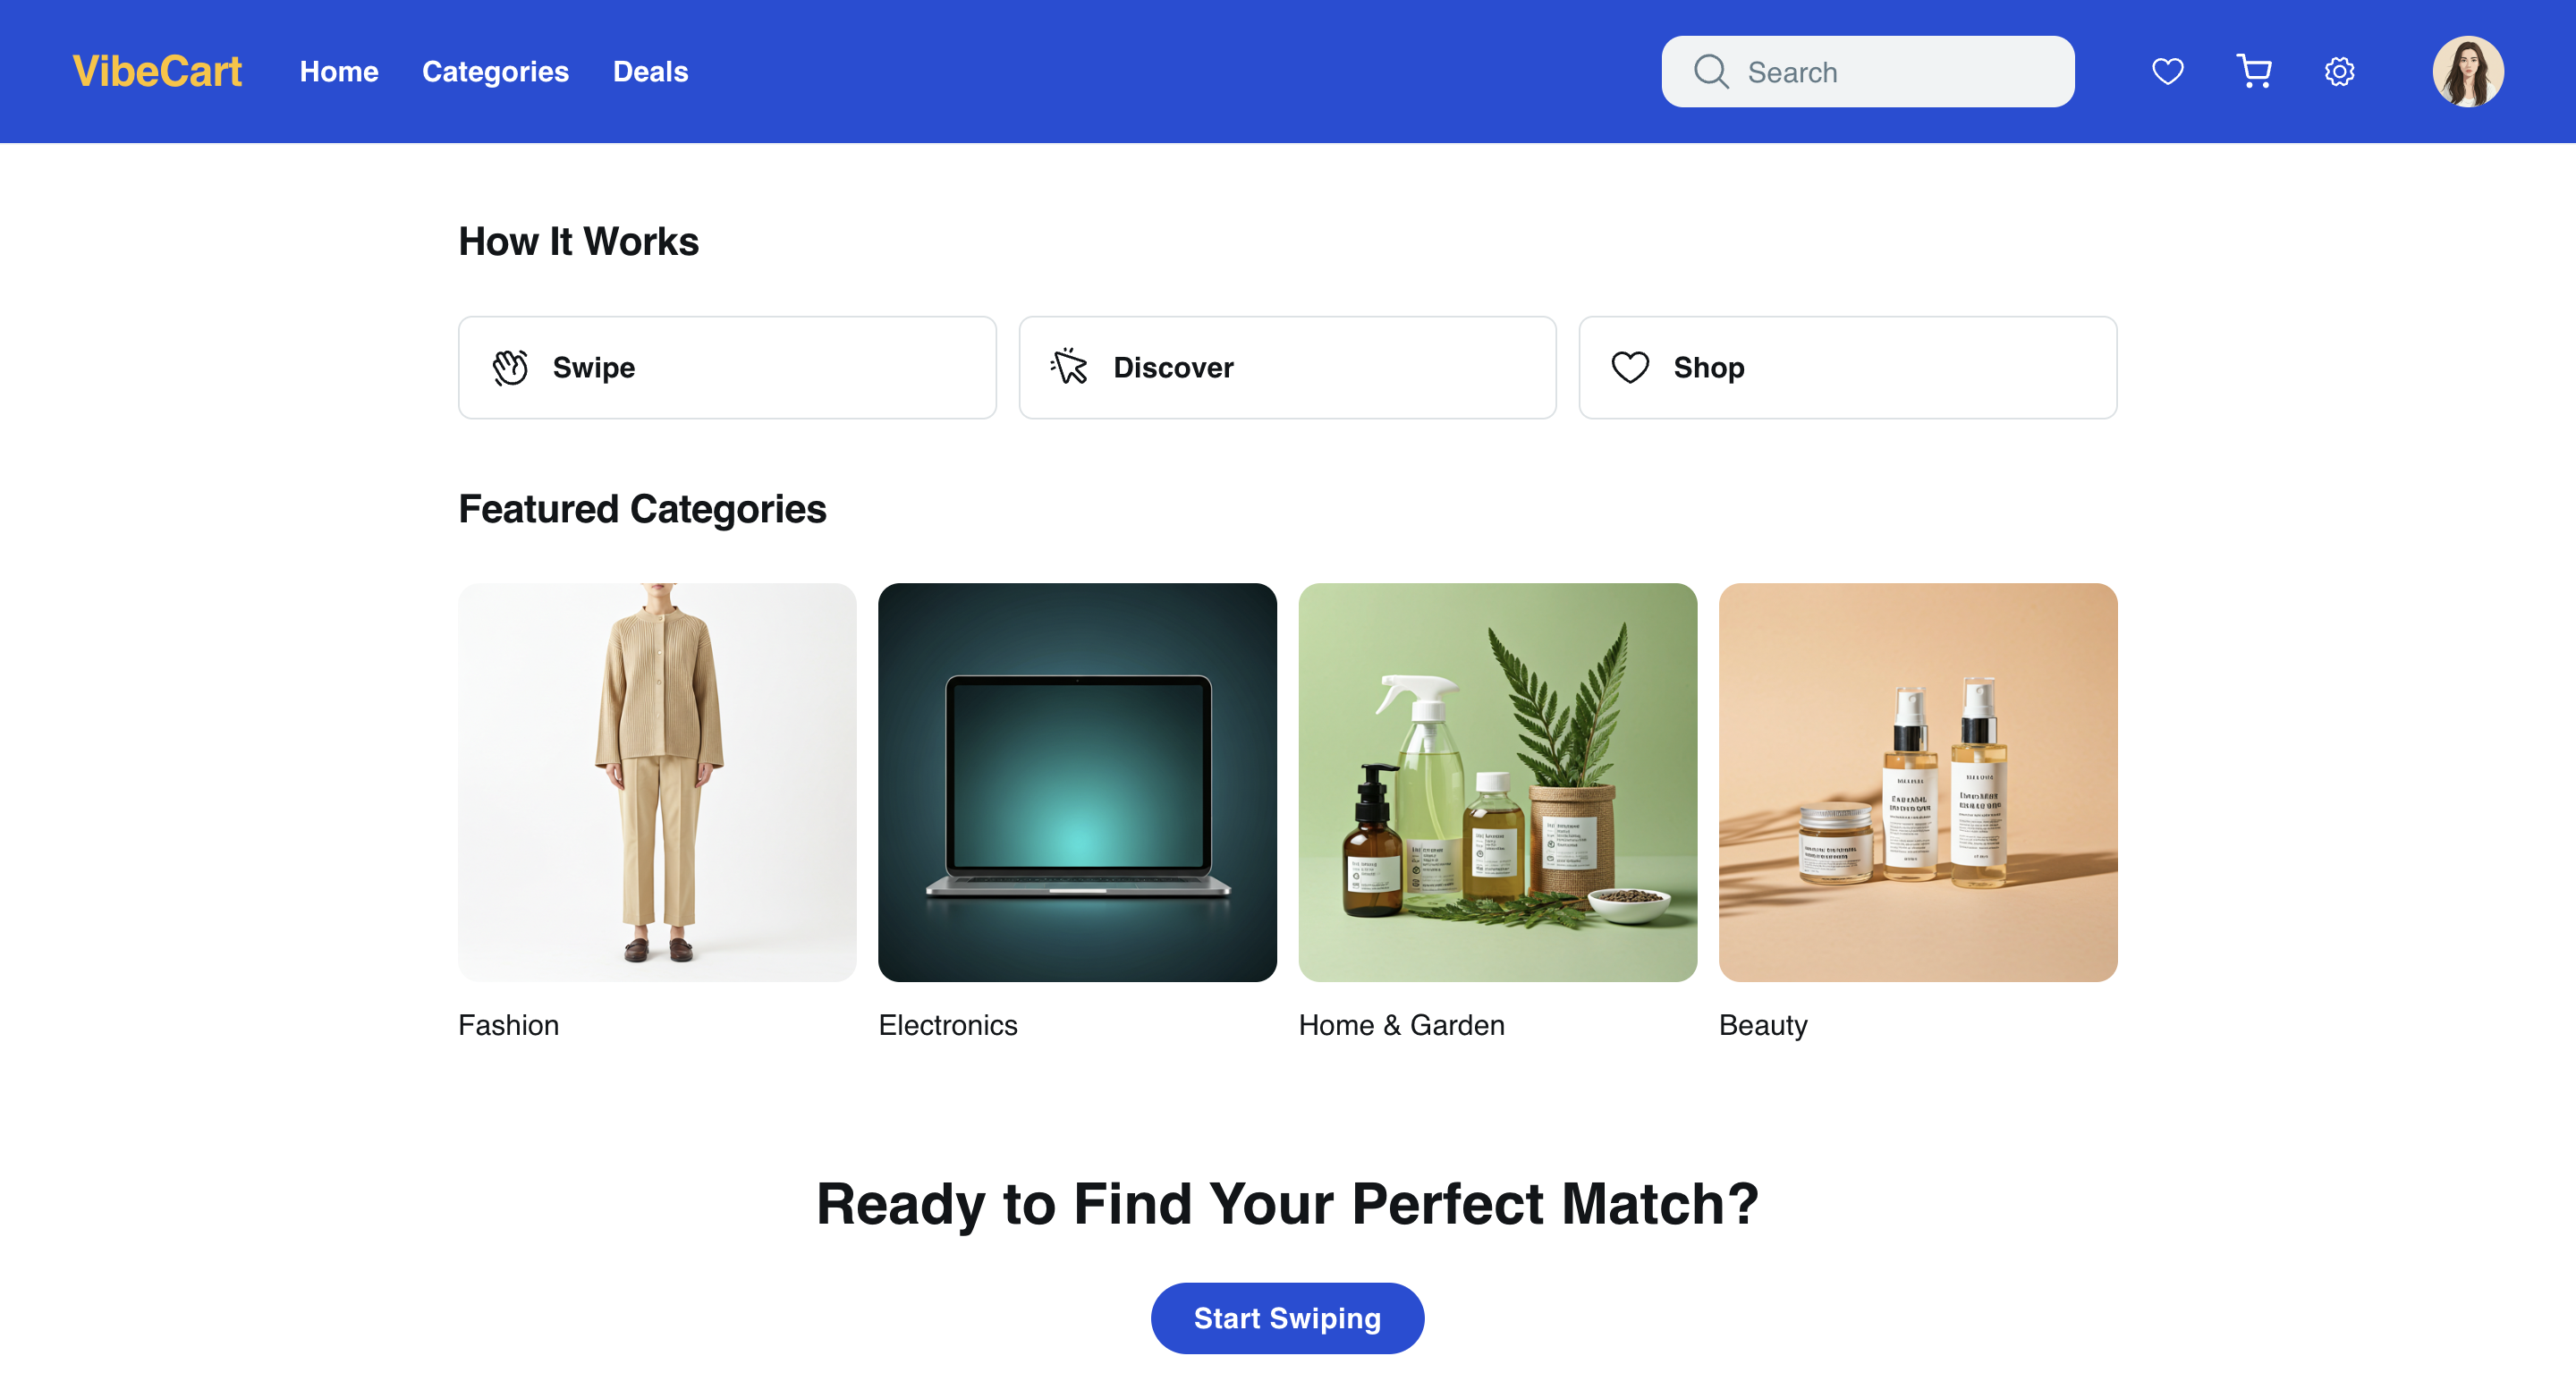 VibeCart
Home
Categories
Deals
Search
How It Works
Swipe
Discover
Shop
Featured Categories
Fashion
Electronics
Home & Garden
Beauty
Ready to Find Your Perfect Match?
Start Swiping